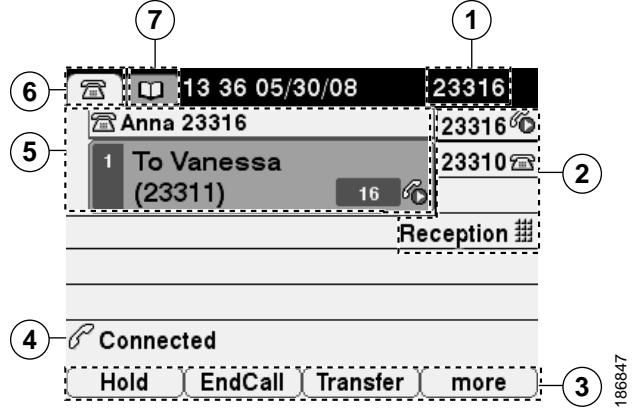 7 1
6 13 36 05/30/08 23316
Anna 23316 23316
5 1 To Vanessa 23310 2
(23311) 16
Reception
4 Connected
Hold EndCall Transfer more 3
186847